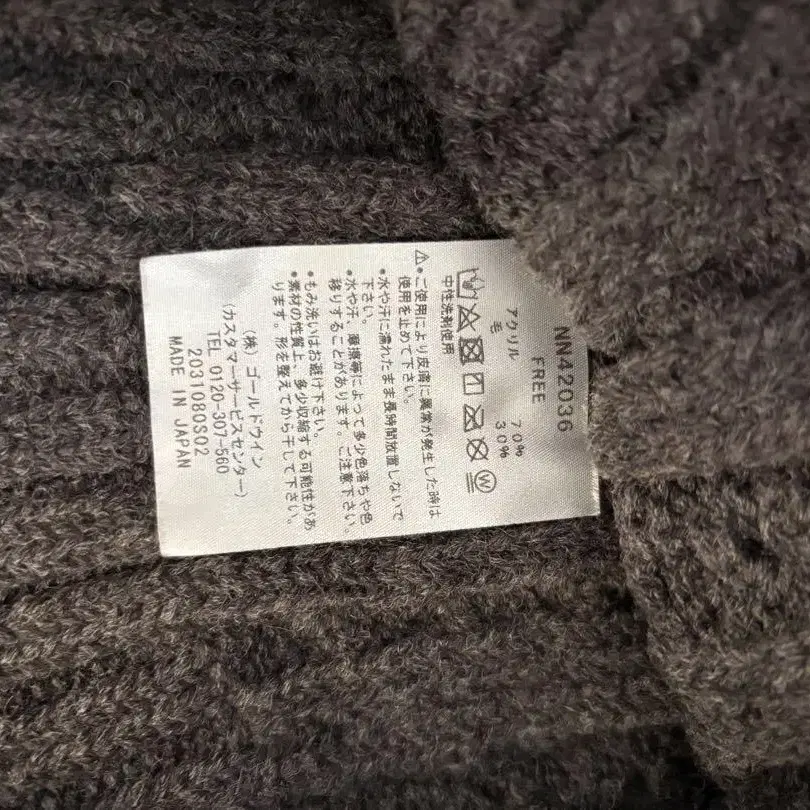 NN42036
FREE
アクリル 70%
毛 30%
中性洗剤使用
•ご使用により皮膚に異常が発生した時は
使用を止めて下さい。
•水や汗に濡れたまま長時間放置しないで
下さい。
•水や汗、摩擦等によって多少色落ちや色
移りすることがあります。ご注意下さい。
•もみ洗いはお避け下さい。
•素材の性質上、多少収縮する可能性があ
ります。形を整えてから干して下さい。
(株) ゴールドウイン
(カスタマーサービスセンター)
TEL 0120-307-560
2031080S02
MADE IN JAPAN